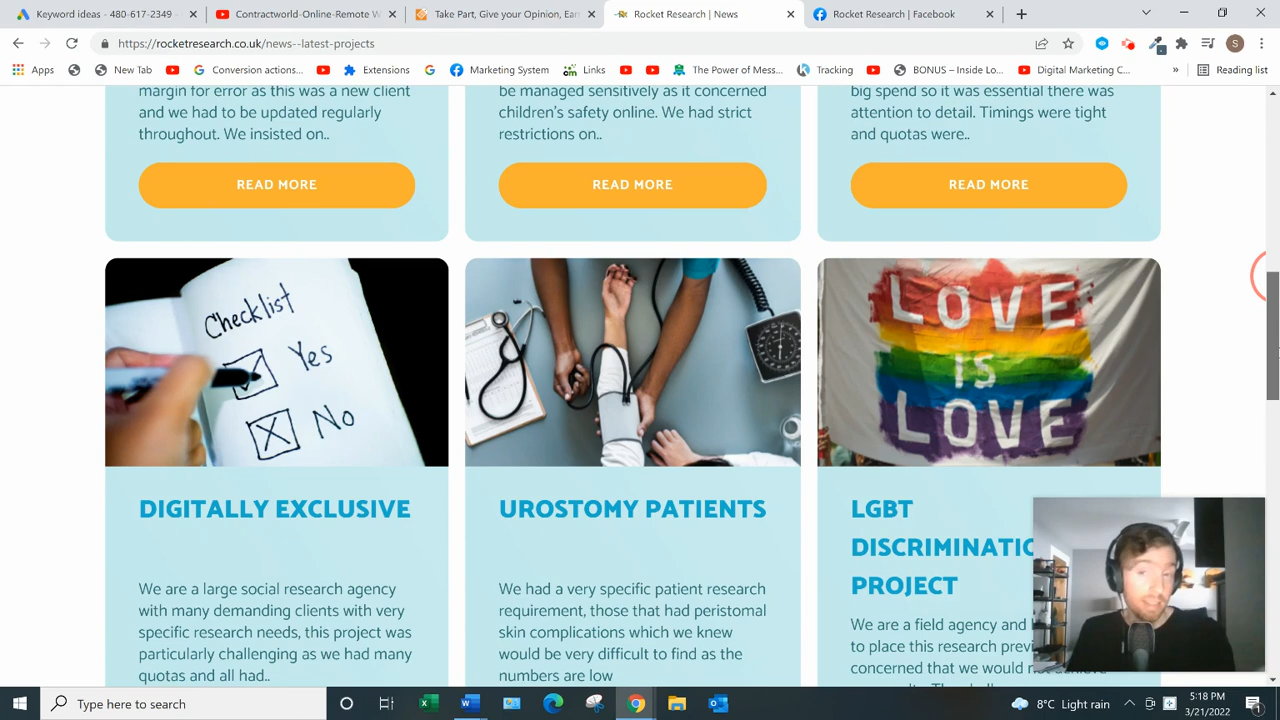 Keyword ideas - 480-617-2349 -
Contractworld-Online-Remote W
Take Part, Give your Opinion, Ear
Rocket Research | News
Rocket Research | Facebook
https://rocketresearch.co.uk/news--latest-projects
S
Apps
New Tab
Conversion actions...
Extensions
Marketing System
Links
The Power of Mess...
Tracking
BONUS – Inside Lo...
Digital Marketing C...
»
Reading list
margin for error as this was a new client
and we had to be updated regularly
throughout. We insisted on..
READ MORE
be managed sensitively as it concerned
children's safety online. We had strict
restrictions on..
READ MORE
big spend so it was essential there was
attention to detail. Timings were tight
and quotas were..
READ MORE
Checklist
Yes
No
LOVE
IS
LOVE
DIGITALLY EXCLUSIVE
We are a large social research agency
with many demanding clients with very
specific research needs, this project was
particularly challenging as we had many
quotas and all had..
UROSTOMY PATIENTS
We had a very specific patient research
requirement, those that had peristomal
skin complications which we knew
would be very difficult to find as the
numbers are low
LGBT
DISCRIMINATIO
PROJECT
We are a field agency and
to place this research previ
concerned that we would not achieve
Type here to search
8°C Light rain
5:18 PM
3/21/2022
1